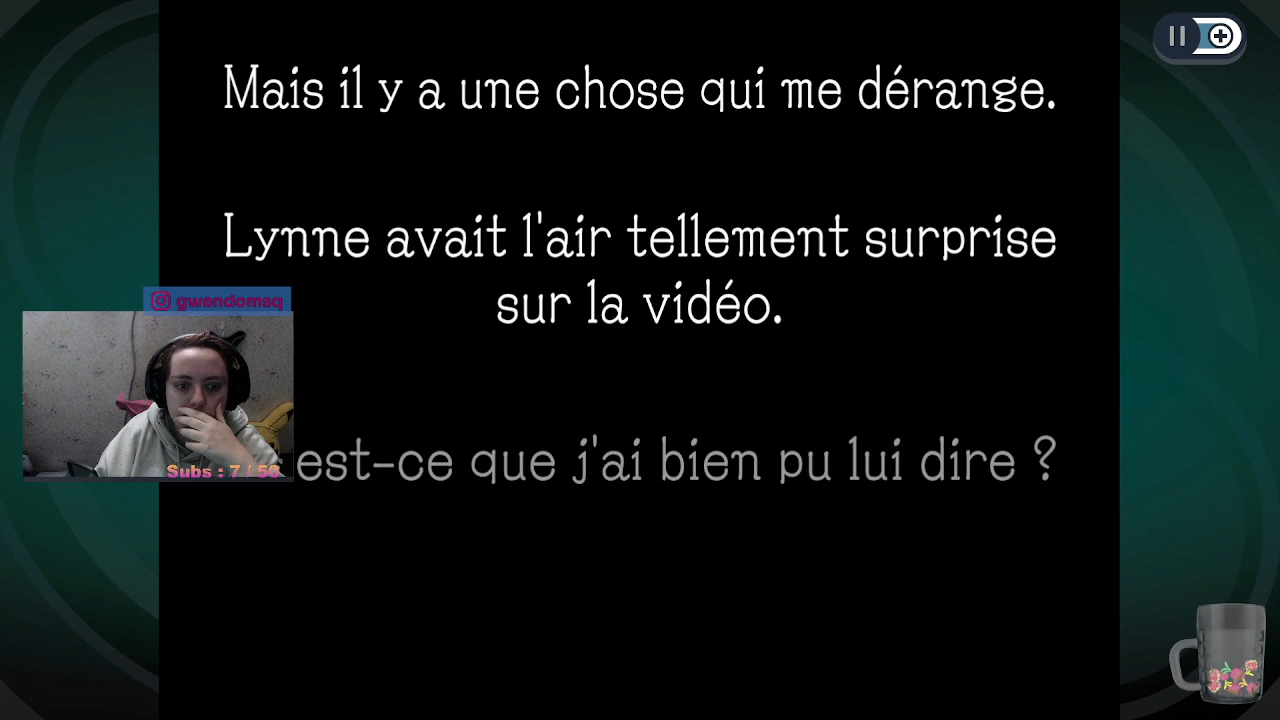 Mais il y a une chose qui me dérange.
Lynne avait l'air tellement surprise
sur la vidéo.
gwendomsq
est-ce que j'ai bien pu lui dire ?
Subs : 7 / 50